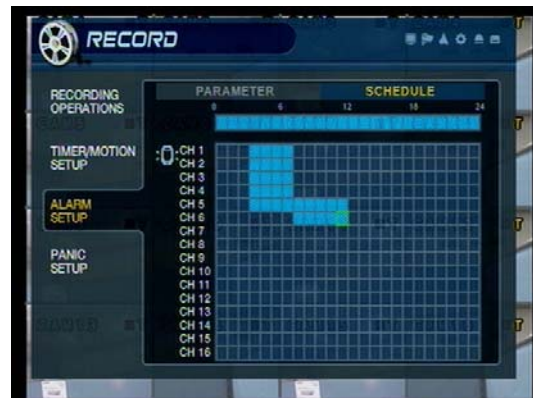 RECORD
PARAMETER
SCHEDULE
0 6 12 18 24
RECORDING OPERATIONS
TIMER/MOTION SETUP
ALARM SETUP
PANIC SETUP
CH 1
CH 2
CH 3
CH 4
CH 5
CH 6
CH 7
CH 8
CH 9
CH 10
CH 11
CH 12
CH 13
CH 14
CH 15
CH 16